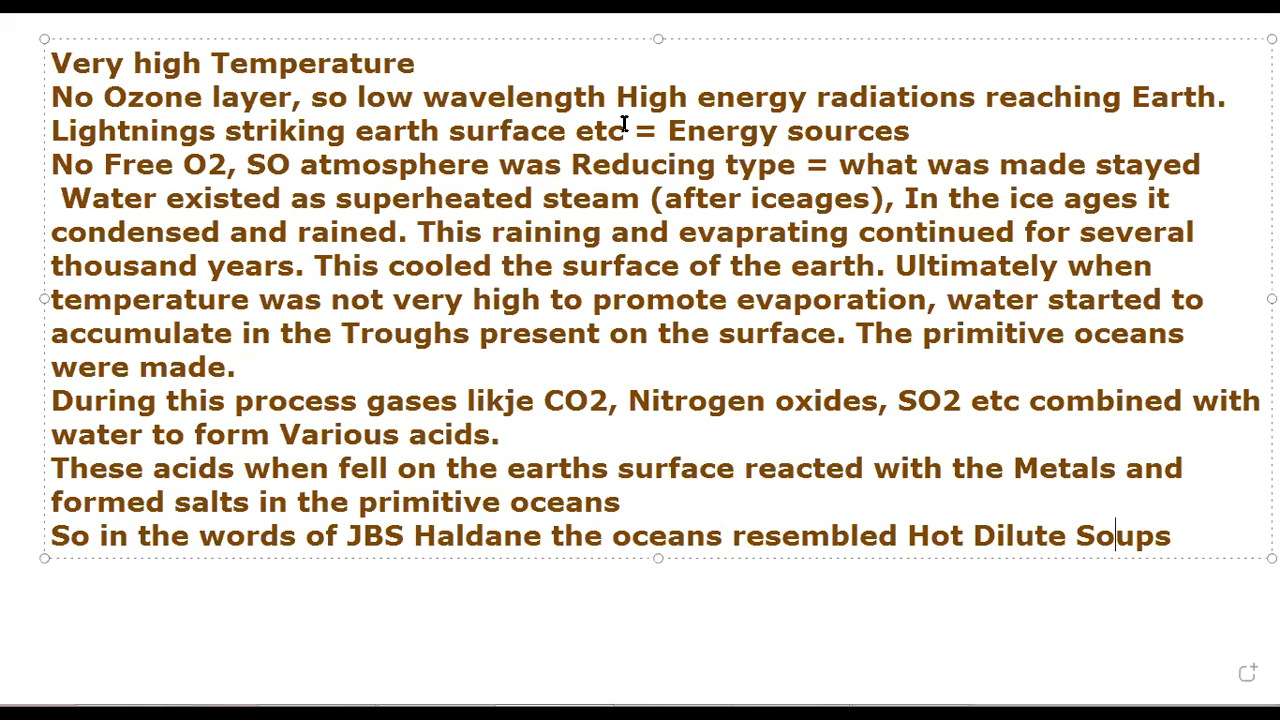 Very high Temperature
No Ozone layer, so low wavelength High energy radiations reaching Earth.
Lightnings striking earth surface etc = Energy sources
No Free O2, SO atmosphere was Reducing type = what was made stayed
Water existed as superheated steam (after iceages), In the ice ages it
condensed and rained. This raining and evaprating continued for several
thousand years. This cooled the surface of the earth. Ultimately when
temperature was not very high to promote evaporation, water started to
accumulate in the Troughs present on the surface. The primitive oceans
were made.
During this process gases likje CO2, Nitrogen oxides, SO2 etc combined with
water to form Various acids.
These acids when fell on the earths surface reacted with the Metals and
formed salts in the primitive oceans
So in the words of JBS Haldane the oceans resembled Hot Dilute Soups